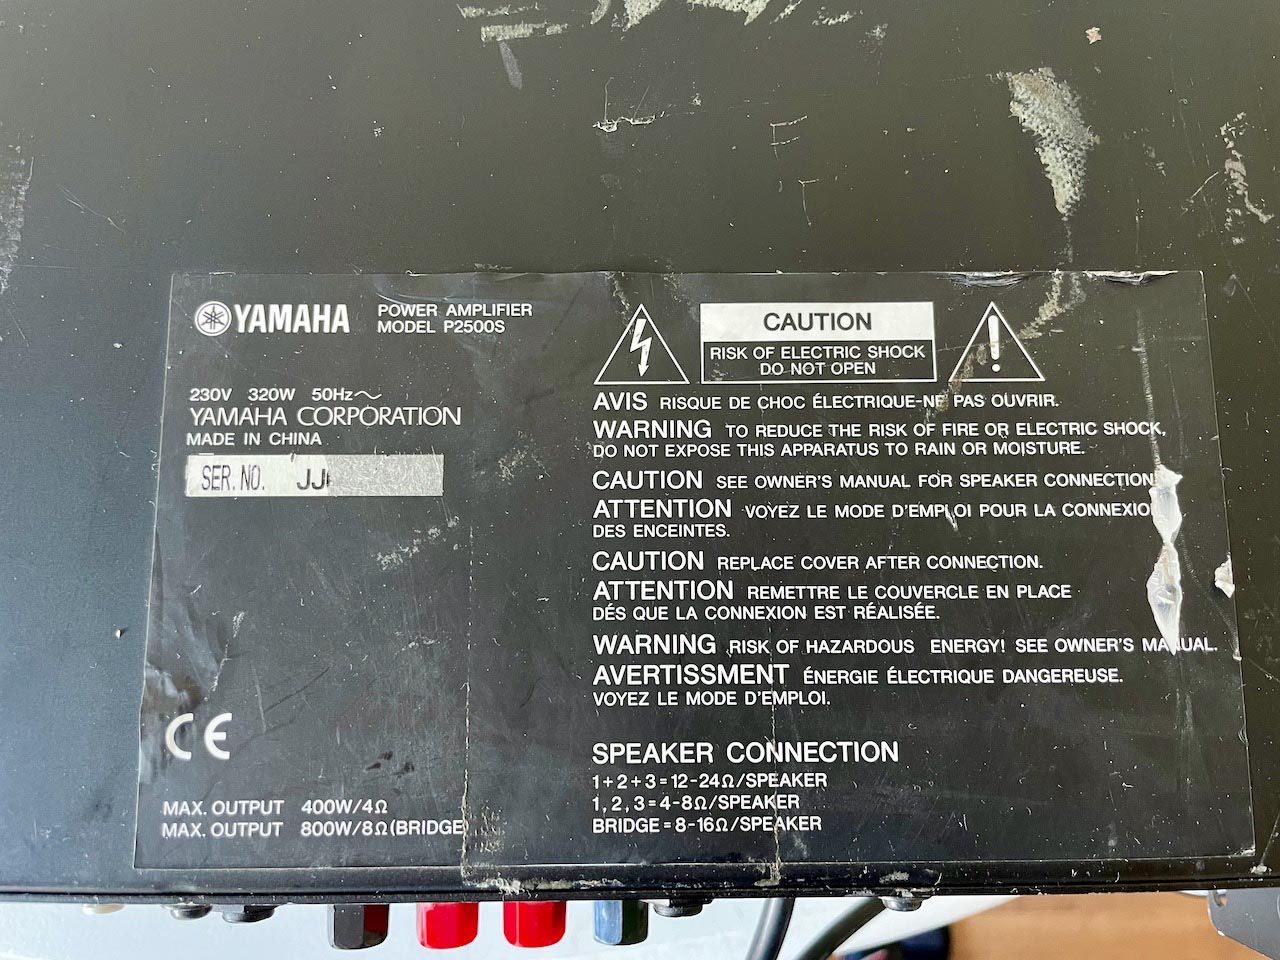 YAMAHA
POWER AMPLIFIER
MODEL P2500S
230V 320W 50Hz~
YAMAHA CORPORATION
MADE IN CHINA
SER. NO. JJ
MAX. OUTPUT 400W/4Ω
MAX. OUTPUT 800W/8Ω(BRIDGE)
CAUTION
RISK OF ELECTRIC SHOCK
DO NOT OPEN
AVIS RISQUE DE CHOC ÉLECTRIQUE-NE PAS OUVRIR.
WARNING TO REDUCE THE RISK OF FIRE OR ELECTRIC SHOCK,
DO NOT EXPOSE THIS APPARATUS TO RAIN OR MOISTURE.
CAUTION SEE OWNER'S MANUAL FOR SPEAKER CONNECTION
ATTENTION VOYEZ LE MODE D'EMPLOI POUR LA CONNEXIO
DES ENCEINTES.
CAUTION REPLACE COVER AFTER CONNECTION.
ATTENTION REMETTRE LE COUVERCLE EN PLACE
DÉS QUE LA CONNEXION EST RÉALISÉE.
WARNING RISK OF HAZARDOUS ENERGY! SEE OWNER'S MANUAL.
AVERTISSMENT ÉNERGIE ÉLECTRIQUE DANGEREUSE.
VOYEZ LE MODE D'EMPLOI.
SPEAKER CONNECTION
1+2+3=12-24Ω/SPEAKER
1,2,3=4-8Ω/SPEAKER
BRIDGE=8-16Ω/SPEAKER